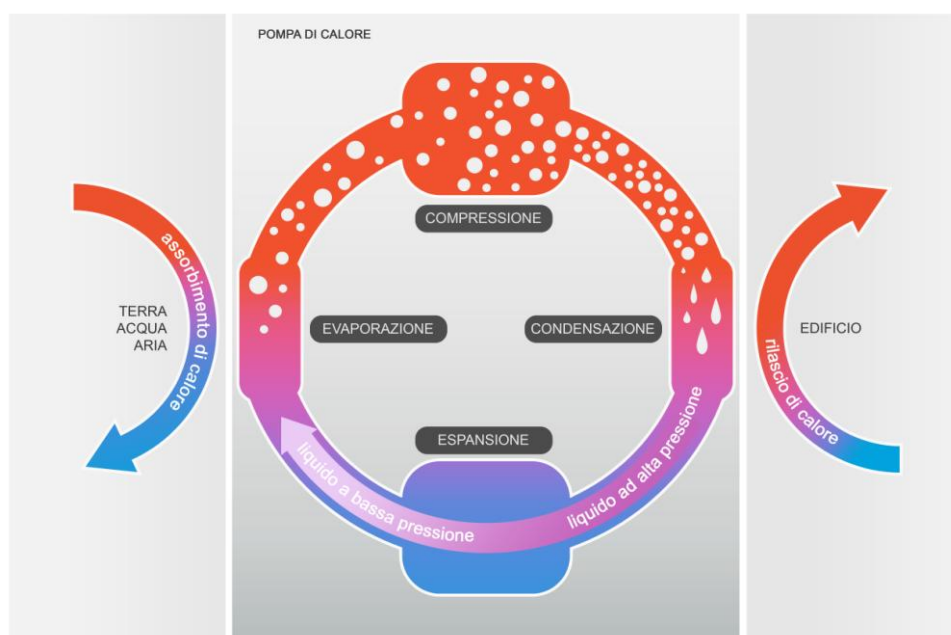 POMPA DI CALORE
COMPRESSIONE
assorbimento di calore
TERRA
ACQUA
ARIA
EVAPORAZIONE
CONDENSAZIONE
EDIFICIO
rilascio di calore
ESPANSIONE
liquido a bassa pressione
liquido ad alta pressione